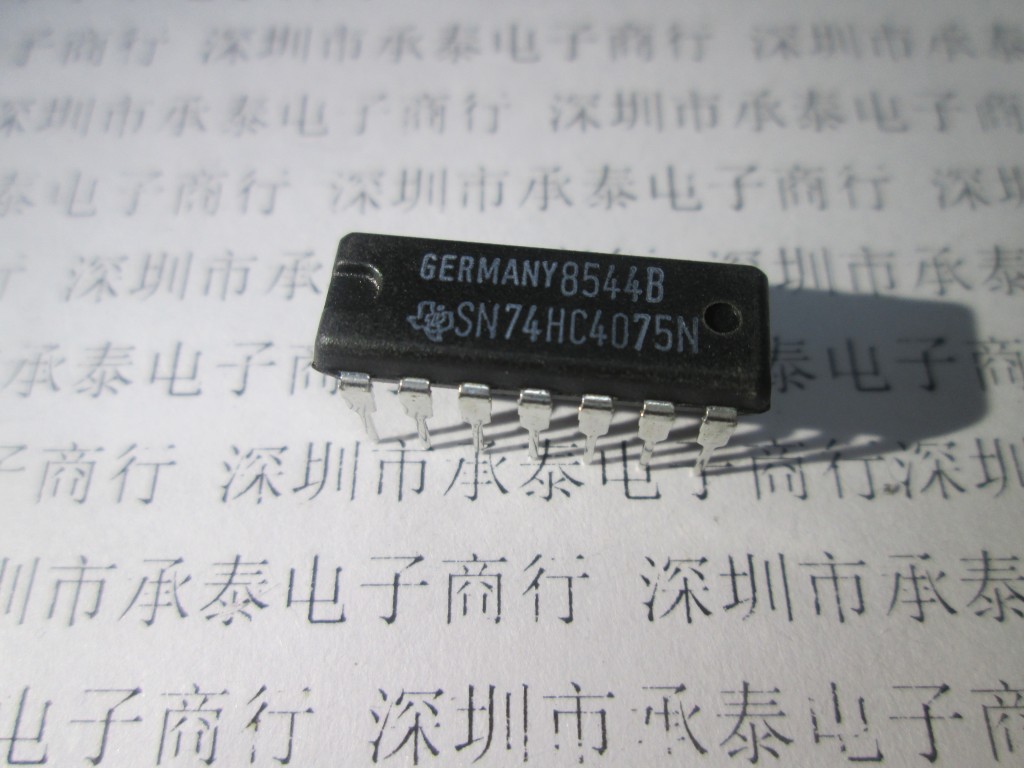 子商行 深圳市承泰电子商行 深圳市承泰
深圳市承泰电子商行 深圳市承泰电子商
泰电子商行 深圳市承泰电子商行 深圳
行 深圳市承泰
GERMANY8544B
SN74HC4075N
承泰电子 泰电子商行
子商行 深圳市承泰电子商行 深圳
圳市承泰电子商行 深圳市承泰
电子商行 深圳市承泰电子商